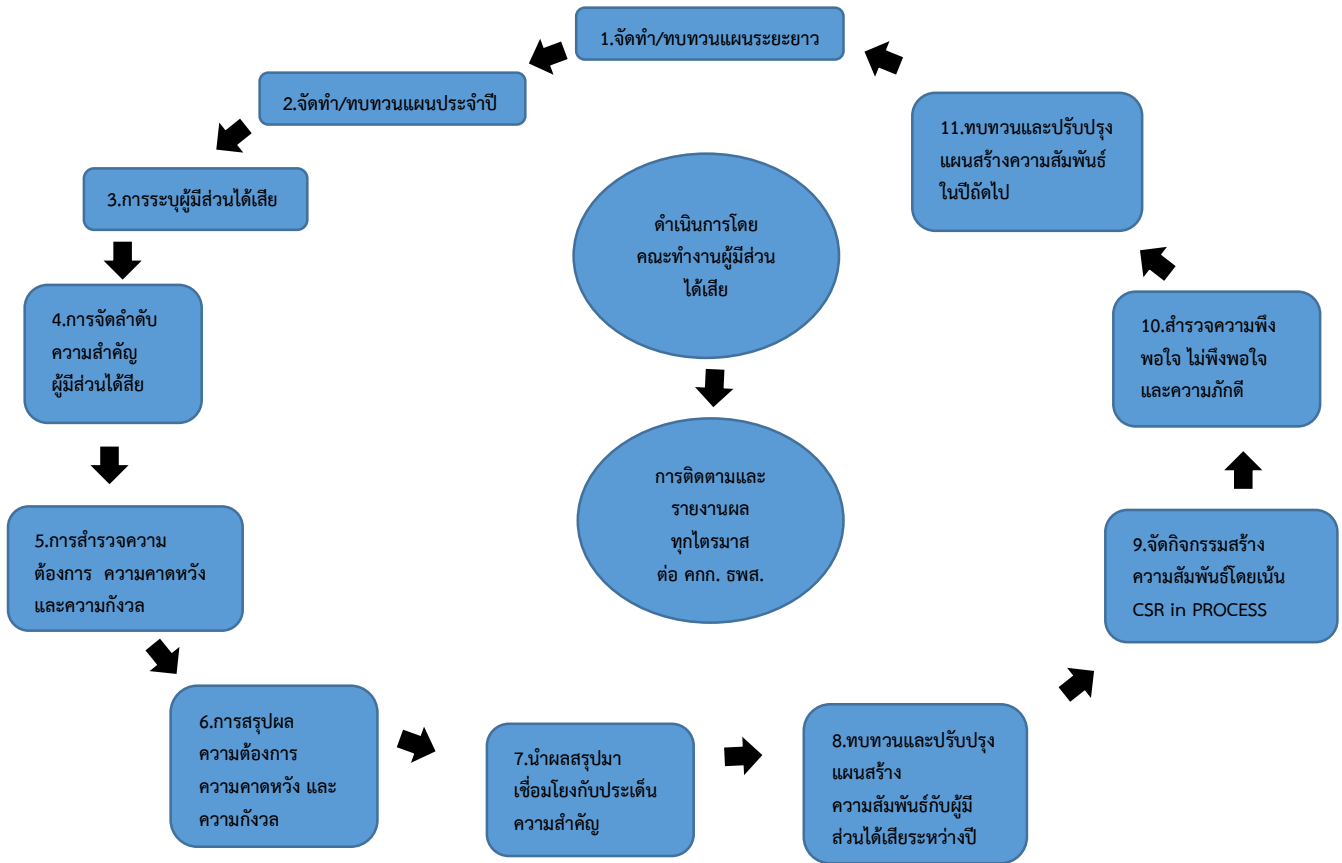 1.จัดทำ/ทบทวนแผนระยะยาว
2.จัดทำ/ทบทวนแผนประจำปี
3.การระบุผู้มีส่วนได้เสีย
4.การจัดลำดับ
ความสำคัญ
ผู้มีส่วนได้สีย
5.การสำรวจความ
ต้องการ ความคาดหวัง
และความกังวล
6.การสรุปผล
ความต้องการ
ความคาดหวัง และ
ความกังวล
7.นำผลสรุปมา
เชื่อมโยงกับประเด็น
ความสำคัญ
8.ทบทวนและปรับปรุง
แผนสร้าง
ความสัมพันธ์กับผู้มี
ส่วนได้เสียระหว่างปี
9.จัดกิจกรรมสร้าง
ความสัมพันธ์โดยเน้น
CSR in PROCESS
10.สำรวจความพึง
พอใจ ไม่พึงพอใจ
และความภักดี
11.ทบทวนและปรับปรุง
แผนสร้างความสัมพันธ์
ในปีถัดไป
ดำเนินการโดย
คณะทำงานผู้มีส่วน
ได้เสีย
การติดตามและ
รายงานผล
ทุกไตรมาส
ต่อ คกก. ธพส.